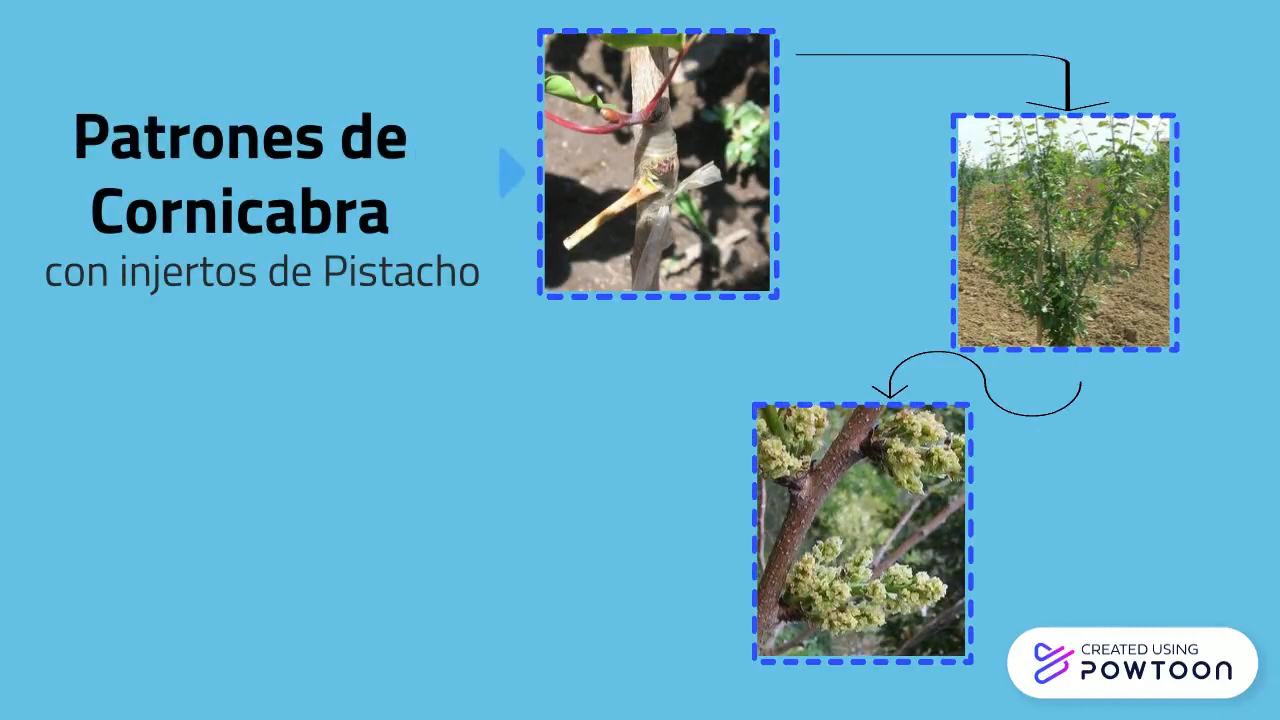 Patrones de
Cornicabra
con injertos de Pistacho
CREATED USING
POWTOON